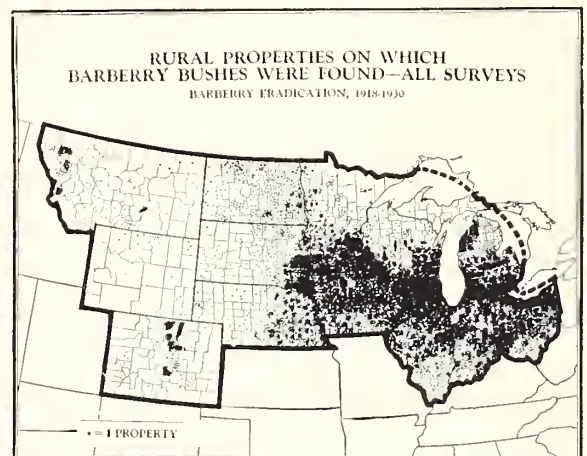 RURAL PROPERTIES ON WHICH
BARBERRY BUSHES WERE FOUND—ALL SURVEYS
BARBERRY ERADICATION, 1918-1930
• = 1 PROPERTY